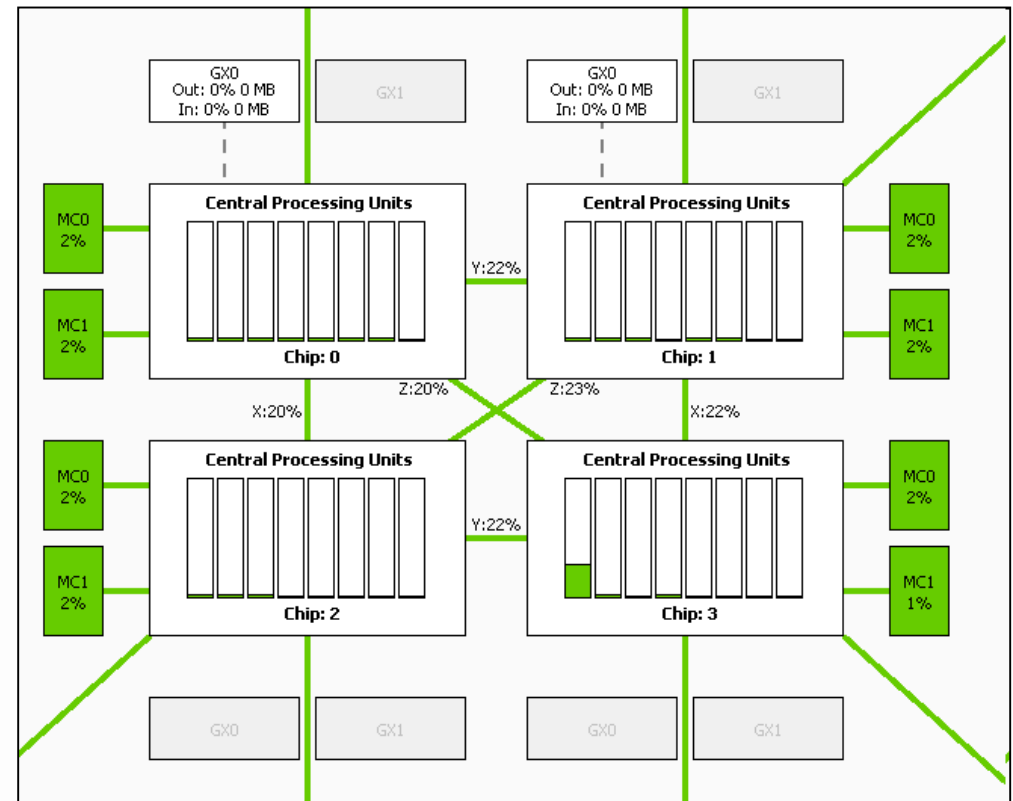 GX0
Out: 0% 0 MB
In: 0% 0 MB
GX1
GX0
Out: 0% 0 MB
In: 0% 0 MB
GX1
MC0
2%
MC1
2%
Central Processing Units
Chip: 0
Y:22%
Central Processing Units
Chip: 1
MC0
2%
MC1
2%
X:20%
Z:20%
Z:23%
X:22%
MC0
2%
MC1
2%
Central Processing Units
Chip: 2
Y:22%
Central Processing Units
Chip: 3
MC0
2%
MC1
1%
GX0
GX1
GX0
GX1